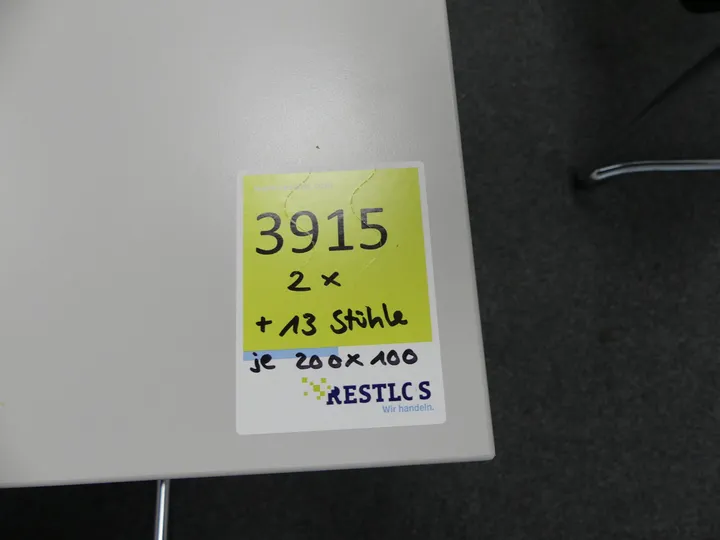 3915
2 x
+ 13 Stühle
je 200 x 100
RESTLOS
Wir handeln.